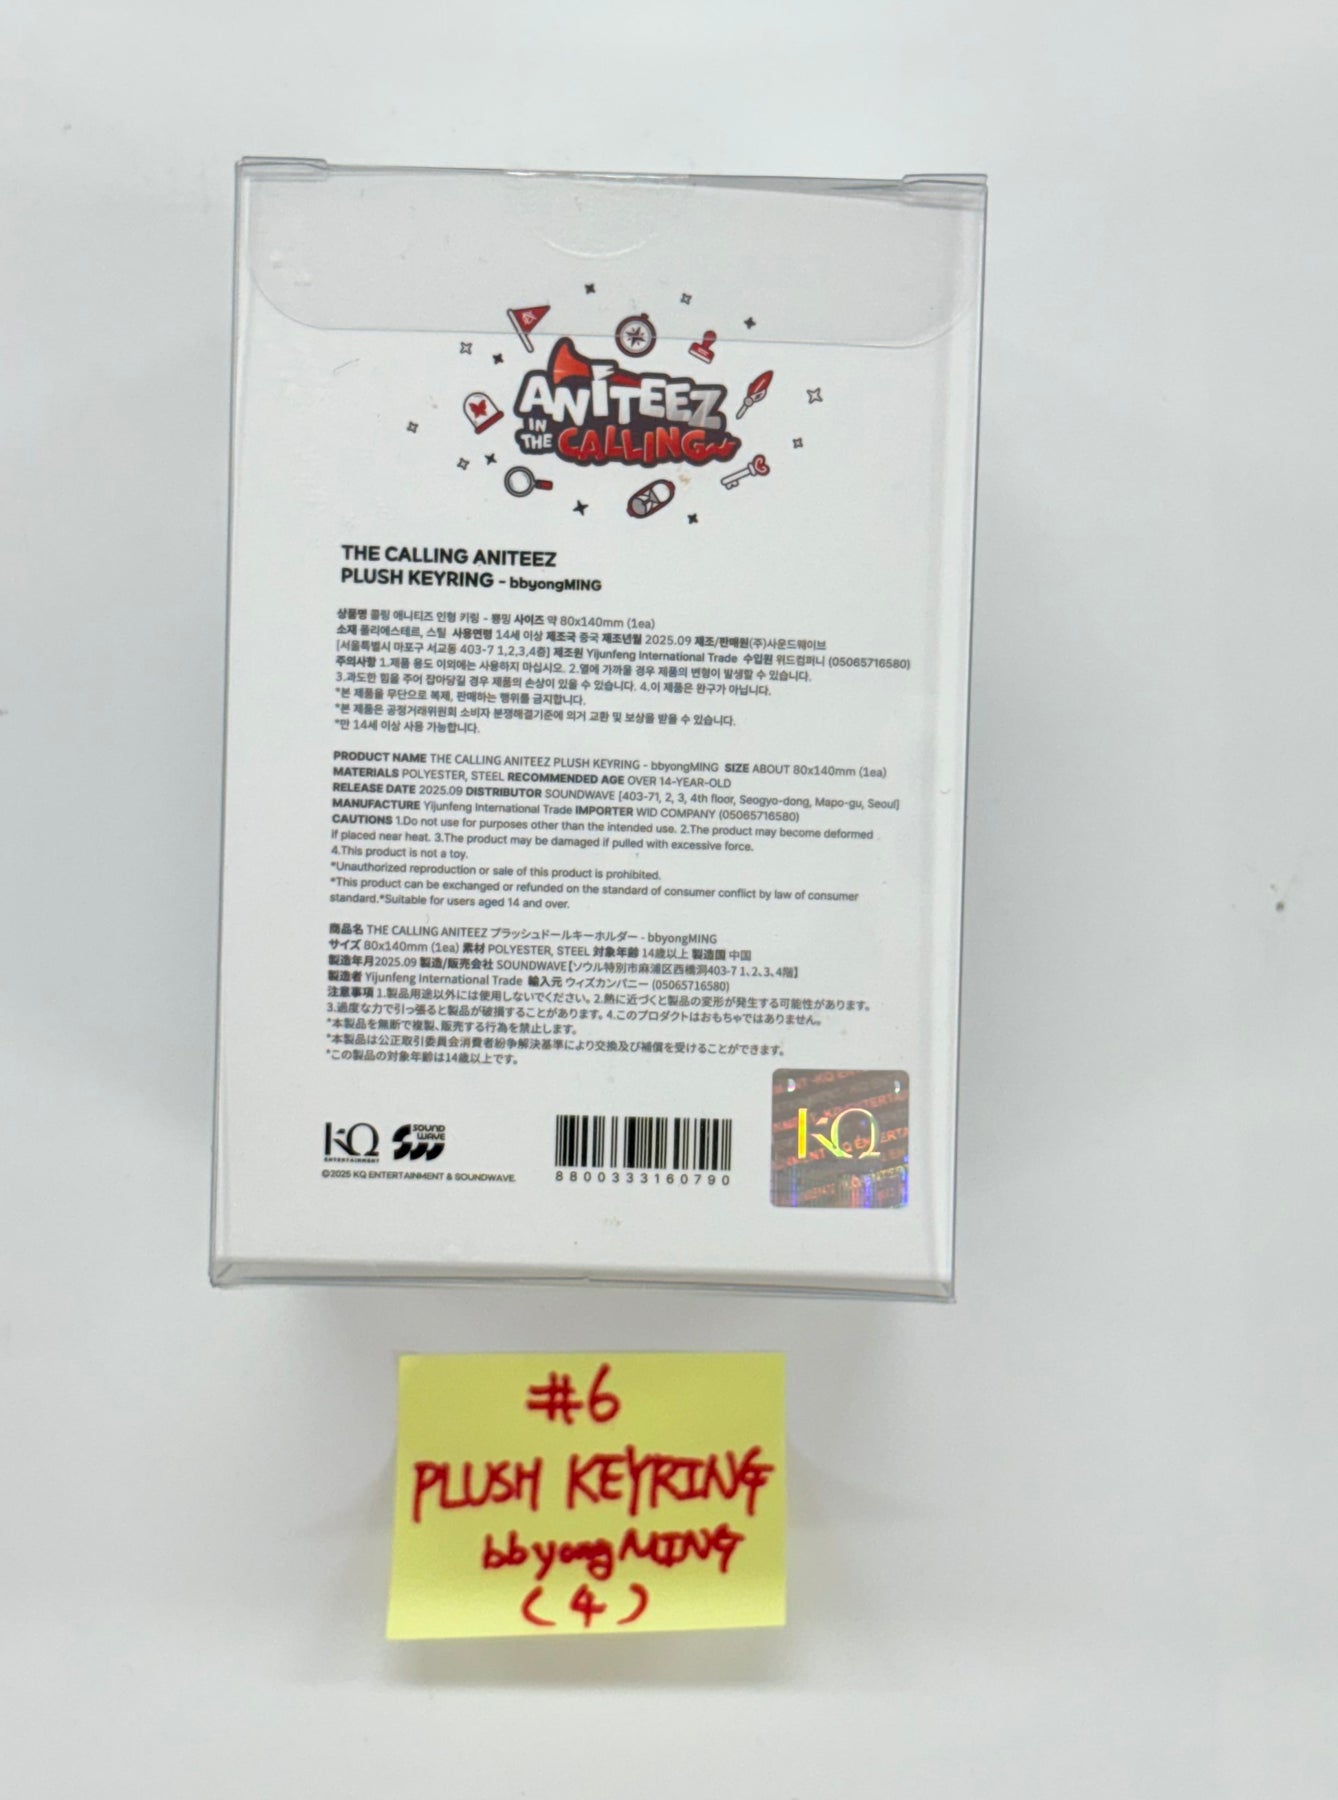 ANITEEZ
IN
THE CALLING
THE CALLING ANITEEZ
PLUSH KEYRING - bbyongMING
상품명 콜링 애니티즈 인형 키링 - 뿅밍 사이즈 약 80x140mm (1ea)
소재 폴리에스테르, 스틸 사용연령 14세 이상 제조국 중국 제조년월 2025.09 제조/판매원(주)사운드웨이브
[서울특별시 마포구 서교동 403-7 1,2,3,4층] 제조원 Yijunfeng International Trade 수입원 위드컴퍼니 (05065716580)
주의사항 1.제품 용도 이외에는 사용하지 마십시오. 2.열에 가까울 경우 제품의 변형이 발생할 수 있습니다.
3.과도한 힘을 주어 잡아당길 경우 제품의 손상이 있을 수 있습니다. 4.이 제품은 완구가 아닙니다.
*본 제품을 무단으로 복제, 판매하는 행위를 금지합니다.
*본 제품은 공정거래위원회 소비자 분쟁해결기준에 의거 교환 및 보상을 받을 수 있습니다.
*만 14세 이상 사용 가능합니다.
PRODUCT NAME THE CALLING ANITEEZ PLUSH KEYRING - bbyongMING SIZE ABOUT 80x140mm (1ea)
MATERIALS POLYESTER, STEEL RECOMMENDED AGE OVER 14-YEAR-OLD
RELEASE DATE 2025.09 DISTRIBUTOR SOUNDWAVE [403-71, 2, 3, 4th floor, Seogyo-dong, Mapo-gu, Seoul]
MANUFACTURE Yijunfeng International Trade IMPORTER WID COMPANY (05065716580)
CAUTIONS 1.Do not use for purposes other than the intended use. 2.The product may become deformed
if placed near heat. 3.The product may be damaged if pulled with excessive force.
4.This product is not a toy.
*Unauthorized reproduction or sale of this product is prohibited.
*This product can be exchanged or refunded on the standard of consumer conflict by law of consumer
standard.*Suitable for users aged 14 and over.
商品名 THE CALLING ANITEEZ プラッシュドールキーホルダー - bbyongMING
サイズ 80x140mm (1ea) 素材 POLYESTER, STEEL 対象年齢 14歳以上 製造国 中国
製造年月2025.09 製造/販売会社 SOUNDWAVE【ソウル特別市麻浦区西橋洞403-7 1、2、3、4階】
製造者 Yijunfeng International Trade 輸入元 ウィズカンパニー (05065716580)
注意事項 1.製品用途以外には使用しないでください。2.熱に近づくと製品の変形が発生する可能性があります。
3.過度な力で引っ張ると製品が破損することがあります。4.このプロダクトはおもちゃではありません。
*本製品を無断で複製、販売する行為を禁止します。
*本製品は公正取引委員会消費者紛争解決基準により交換及び補償を受けることができます。
*この製品の対象年齢は14歳以上です。
KQ
ENTERTAINMENT
SOUND
WAVE
©2025 KQ ENTERTAINMENT & SOUNDWAVE.
8800333160790
KQ
#6
PLUSH KEYRING
bbyongMING
(4)